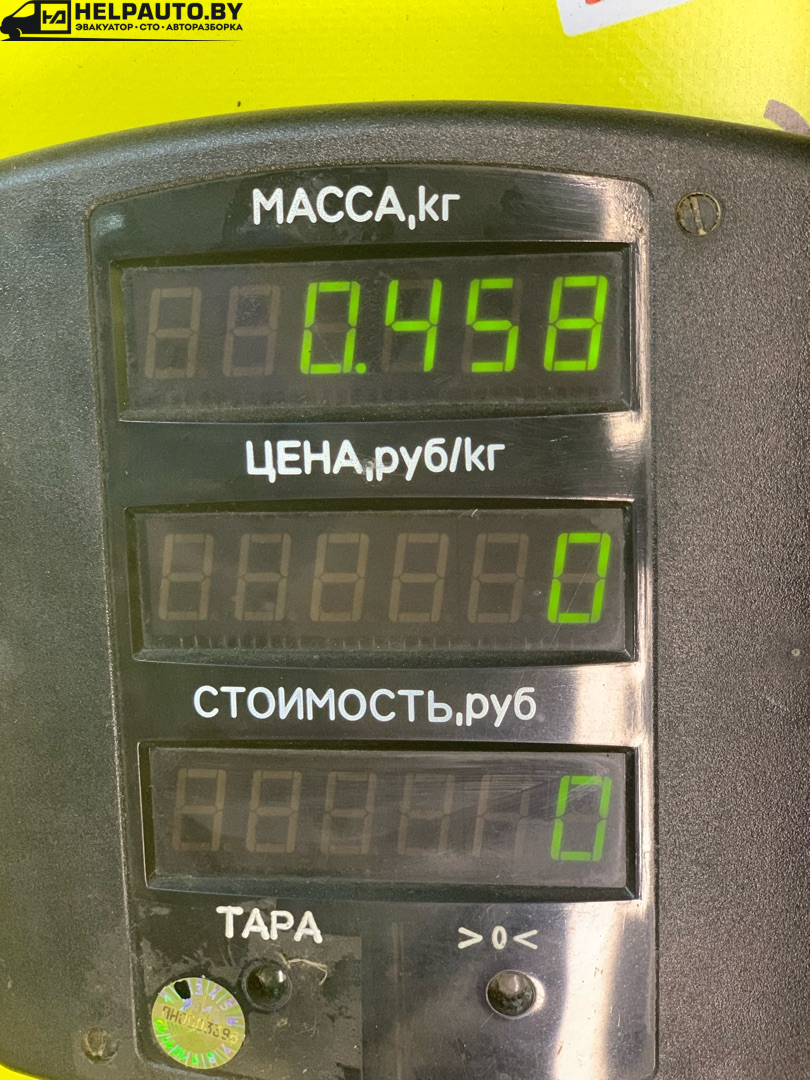 HELPAUTO.BY
ЭВАКУАТОР•СТО•АВТОРАЗБОРКА
МАССА,кг
0.458
ЦЕНА,руб/кг
0
СТОИМОСТЬ,руб
0
ТАРА >0<